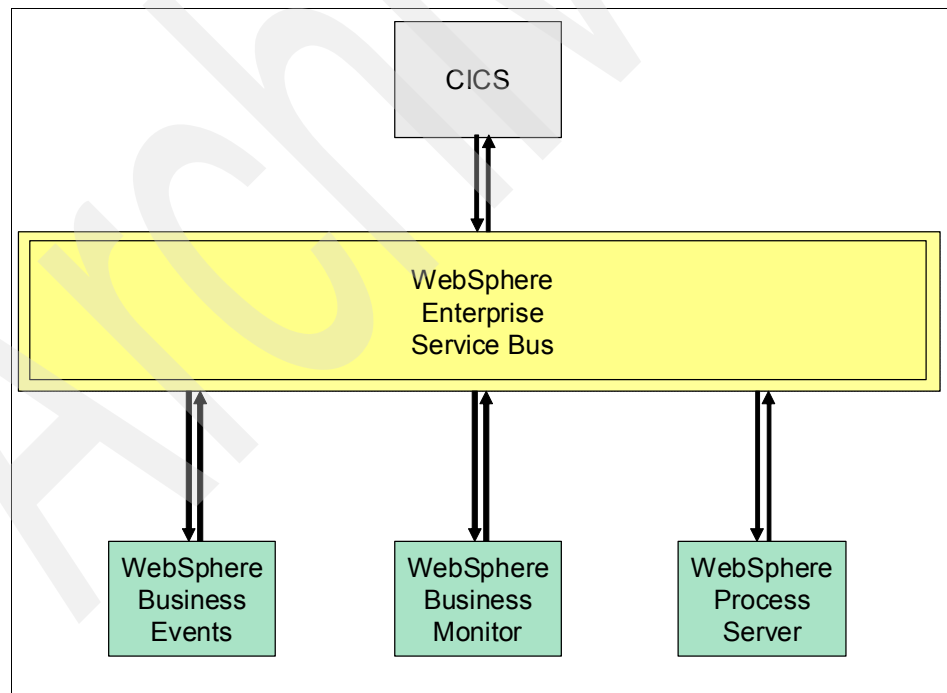 CICS
WebSphere
Enterprise
Service Bus
WebSphere
Business
Events
WebSphere
Business
Monitor
WebSphere
Process
Server